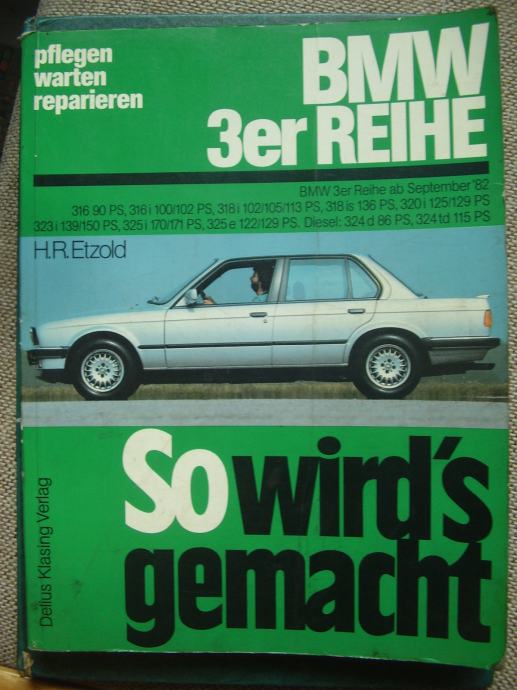 pflegen
warten
reparieren
BMW
3er REIHE
BMW 3er Reihe ab September '82
316 90 PS, 316 i 100/102 PS, 318 i 102/105/113 PS, 318 is 136 PS, 320 i 125/129 PS
323 i 139/150 PS, 325 i 170/171 PS, 325 e 122/129 PS. Diesel: 324 d 86 PS, 324 td 115 PS
H.R. Etzold
So wird's
gemacht
Delius Klasing Verlag